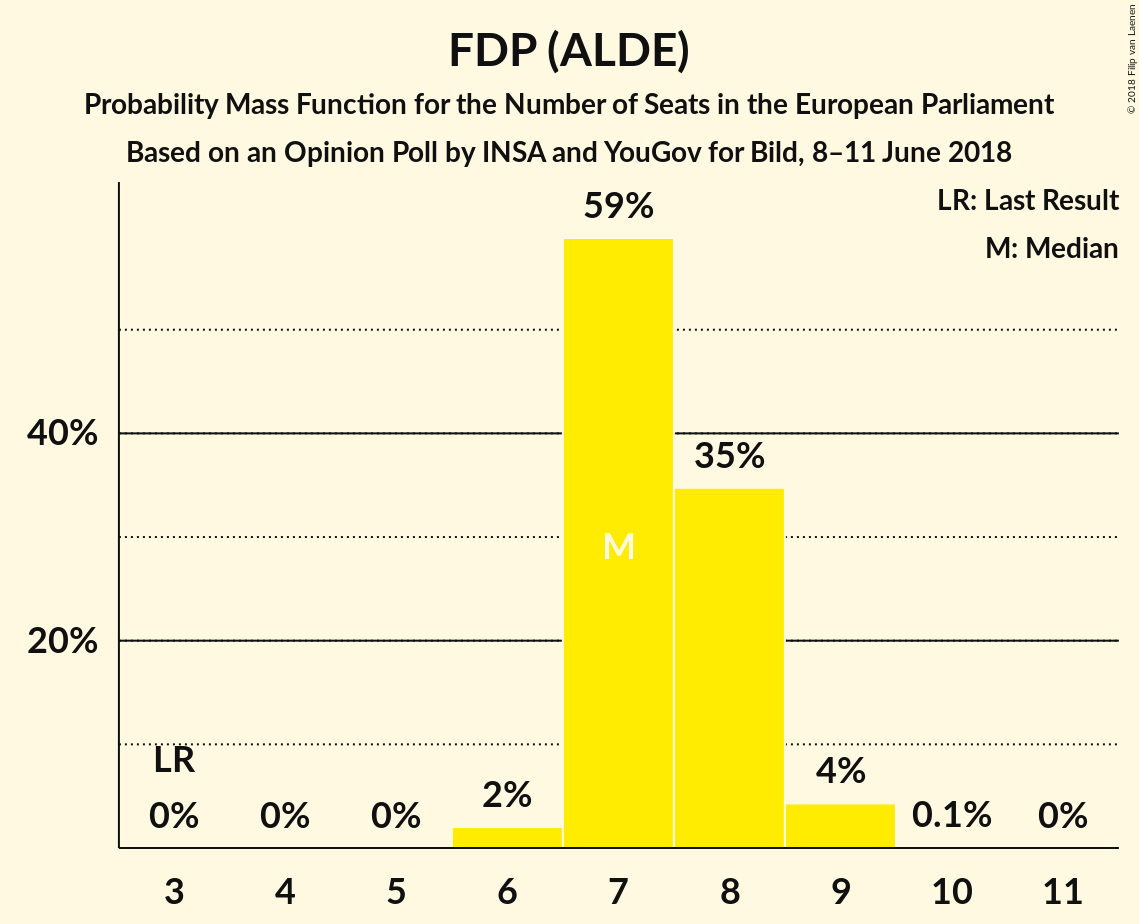 FDP (ALDE)
Probability Mass Function for the Number of Seats in the European Parliament
Based on an Opinion Poll by INSA and YouGov for Bild, 8–11 June 2018
© 2018 Filip van Laenen
LR: Last Result
M: Median
59%
40%
35%
M
20%
LR
0% 0% 0% 2% 4% 0.1% 0%
3 4 5 6 7 8 9 10 11